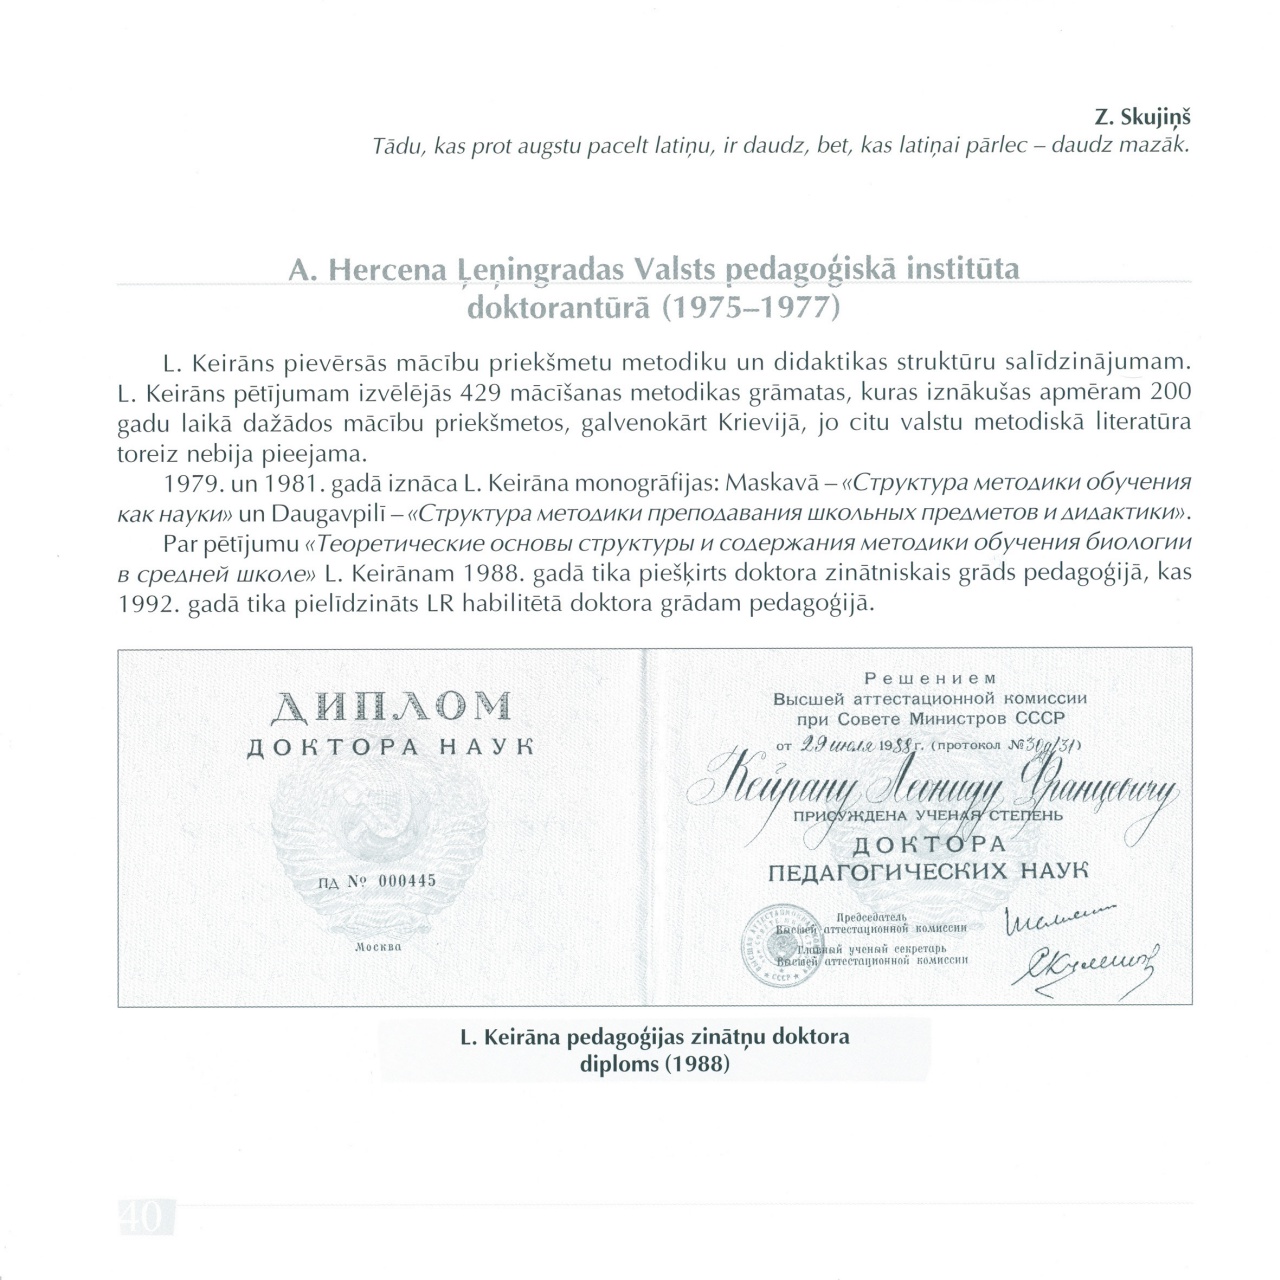 Z. Skujiņš
Tādu, kas prot augstu pacelt latiņu, ir daudz, bet, kas latiņai pārlec – daudz mazāk.
A. Hercena Ļeņingradas Valsts pedagoģiskā institūta
doktorantūrā (1975–1977)
L. Keirāns pievērsās mācību priekšmetu metodiku un didaktikas struktūru salīdzinājumam.
L. Keirāns pētījumam izvēlējās 429 mācīšanas metodikas grāmatas, kuras iznākušas apmēram 200
gadu laikā dažādos mācību priekšmetos, galvenokārt Krievijā, jo citu valstu metodiskā literatūra
toreiz nebija pieejama.
1979. un 1981. gadā iznāca L. Keirāna monogrāfijas: Maskavā – «Структура методики обучения
как науки» un Daugavpilī – «Структура методики преподавания школьных предметов и дидактики».
Par pētījumu «Теоретические основы структуры и содержания методики обучения биологии
в средней школе» L. Keirānam 1988. gadā tika piešķirts doktora zinātniskais grāds pedagoģijā, kas
1992. gadā tika pielīdzināts LR habilitētā doktora grādam pedagoģijā.
ДИПЛОМ
ДОКТОРА НАУК
ПД № 000445
Москва
Решением
Высшей аттестационной комиссии
при Совете Министров СССР
от 29 июля 1988 г. (протокол № 30д/31)
Кейрану Леониду Францевичу
ПРИСУЖДЕНА УЧЕНАЯ СТЕПЕНЬ
ДОКТОРА
ПЕДАГОГИЧЕСКИХ НАУК
Председатель
Высшей аттестационной комиссии
Главный ученый секретарь
Высшей аттестационной комиссии
L. Keirāna pedagoģijas zinātņu doktora
diploms (1988)
40